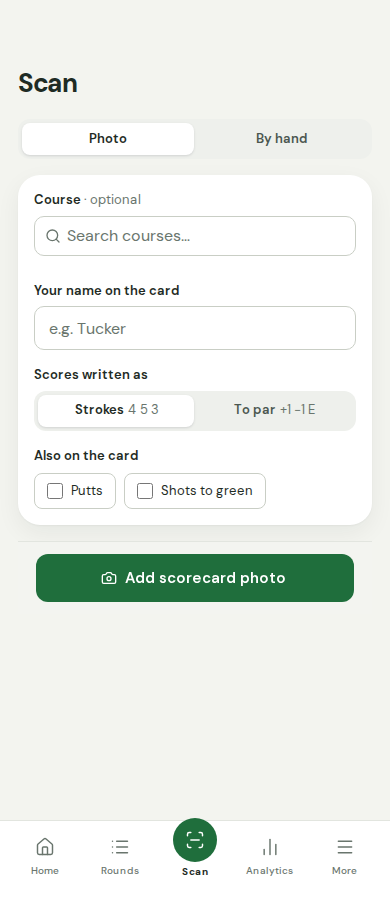 Scan
Photo
By hand
Course · optional
Search courses...
Your name on the card
e.g. Tucker
Scores written as
Strokes 4 5 3
To par +1 −1 E
Also on the card
Putts
Shots to green
Add scorecard photo
Home
Rounds
Scan
Analytics
More